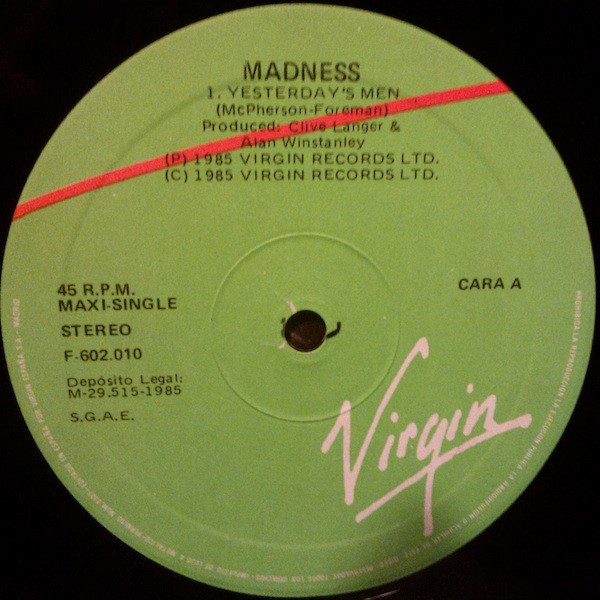 MADNESS
1. YESTERDAY'S MEN
(McPherson-Foreman)
Produced: Clive Langer &
Alan Winstanley
(P) 1985 VIRGIN RECORDS LTD.
(C) 1985 VIRGIN RECORDS LTD.
45 R.P.M.
MAXI-SINGLE
STEREO
F-602.010
Depósito Legal:
M-29.515-1985
S.G.A.E.
CARA A
Virgin